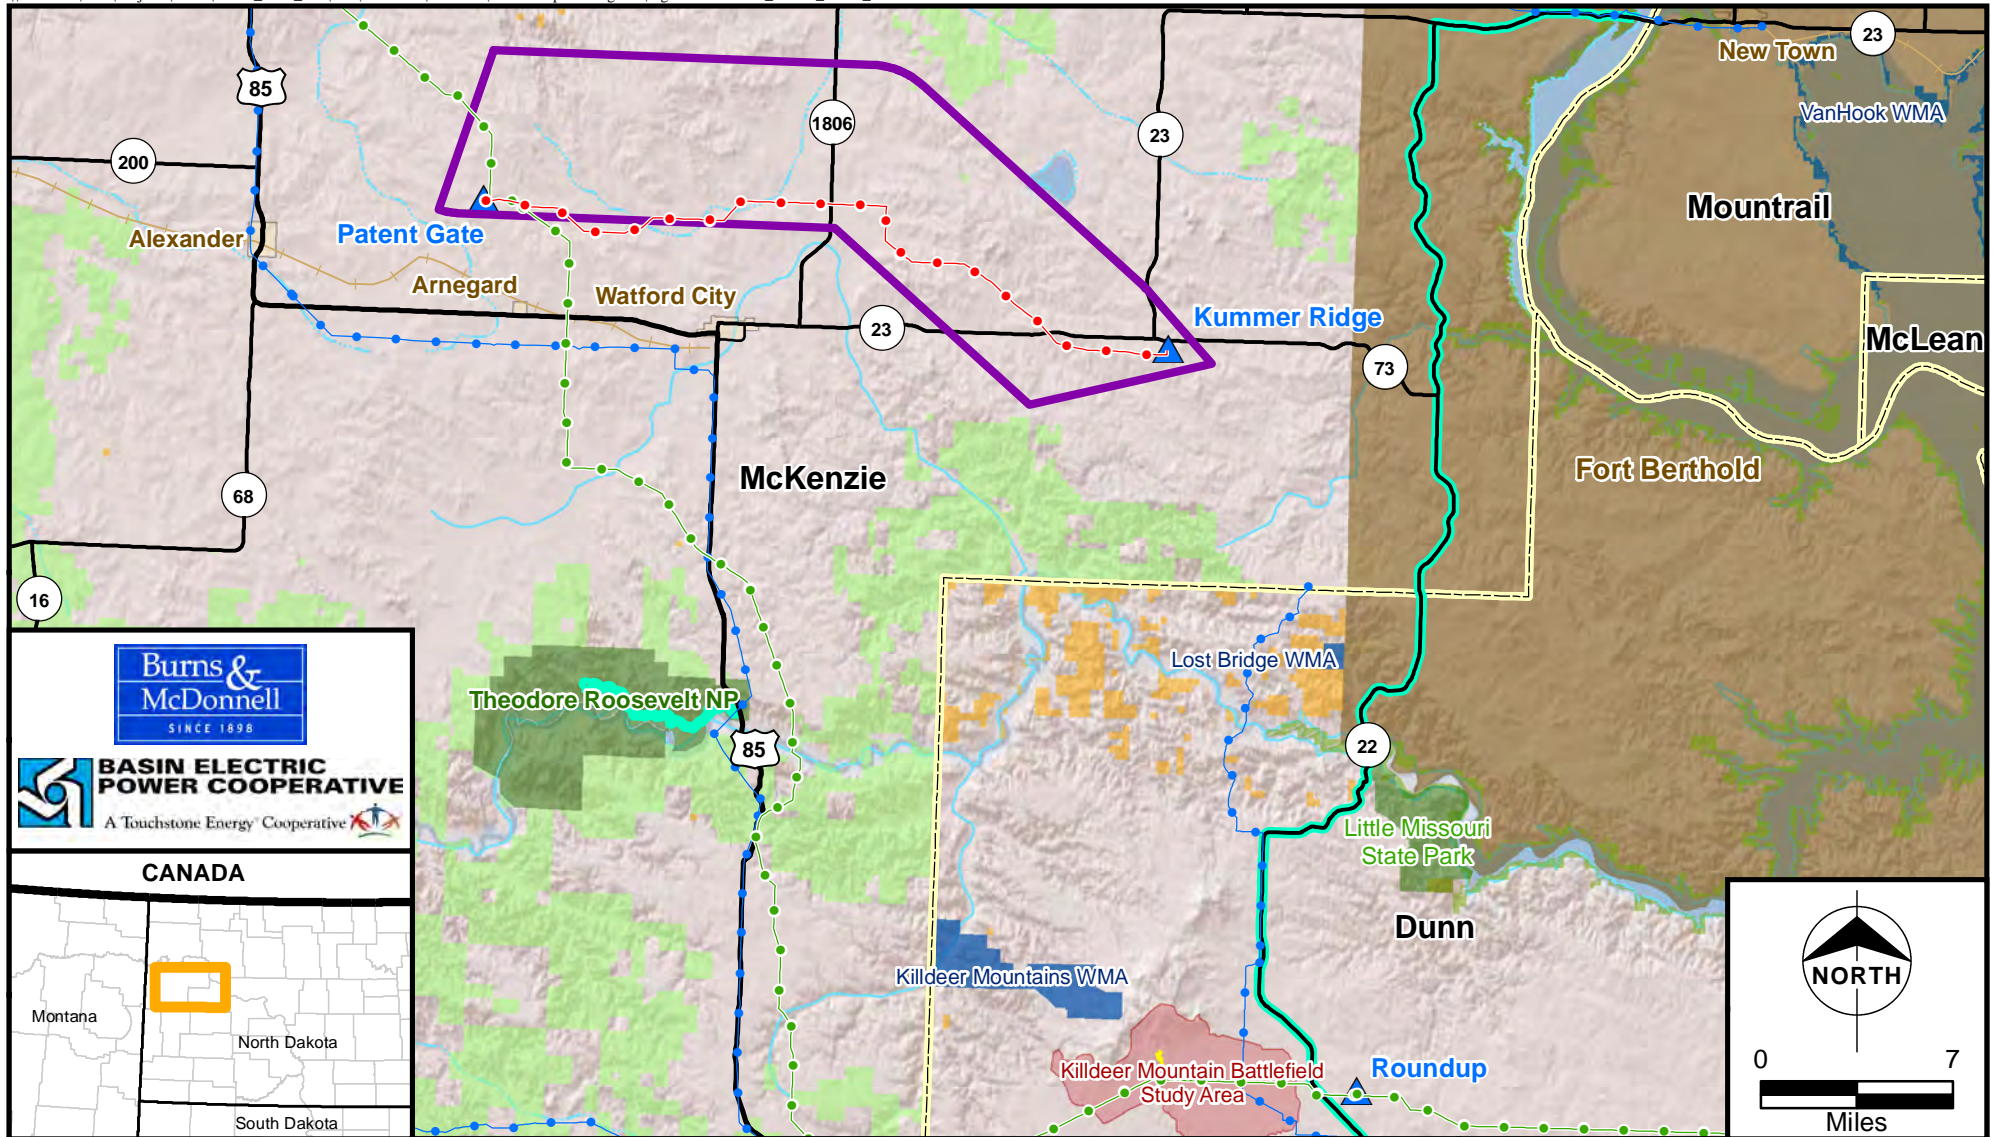 85
23
New Town
1806
23
VanHook WMA
200
Mountrail
Patent Gate
Alexander
Arnegard
Watford City
Kummer Ridge
23
McLean
73
McKenzie
Fort Berthold
68
16
Lost Bridge WMA
Theodore Roosevelt NP
85
22
Little Missouri
State Park
Dunn
Killdeer Mountains WMA
Killdeer Mountain Battlefield
Study Area
Roundup
Burns &
McDonnell
SINCE 1898
BASIN ELECTRIC
POWER COOPERATIVE
A Touchstone Energy Cooperative
CANADA
Montana
North Dakota
South Dakota
NORTH
0 7
Miles